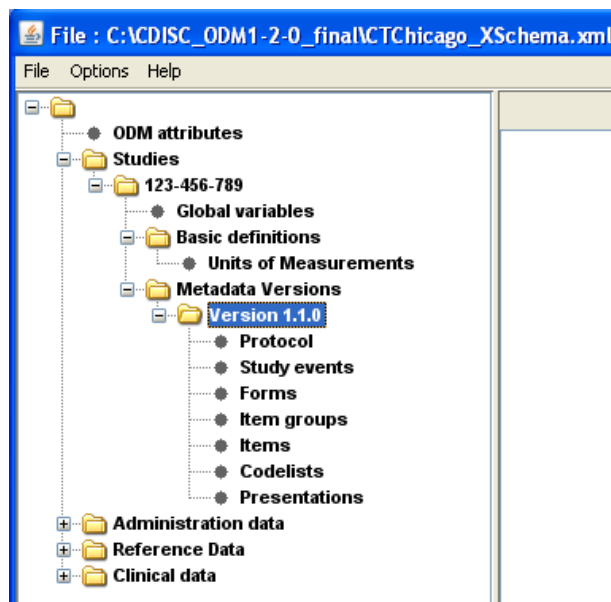 File : C:\CDISC_ODM1-2-0_final\CTChicago_XSchema.xml
File Options Help
ODM attributes
Studies
123-456-789
Global variables
Basic definitions
Units of Measurements
Metadata Versions
Version 1.1.0
Protocol
Study events
Forms
Item groups
Items
Codelists
Presentations
Administration data
Reference Data
Clinical data